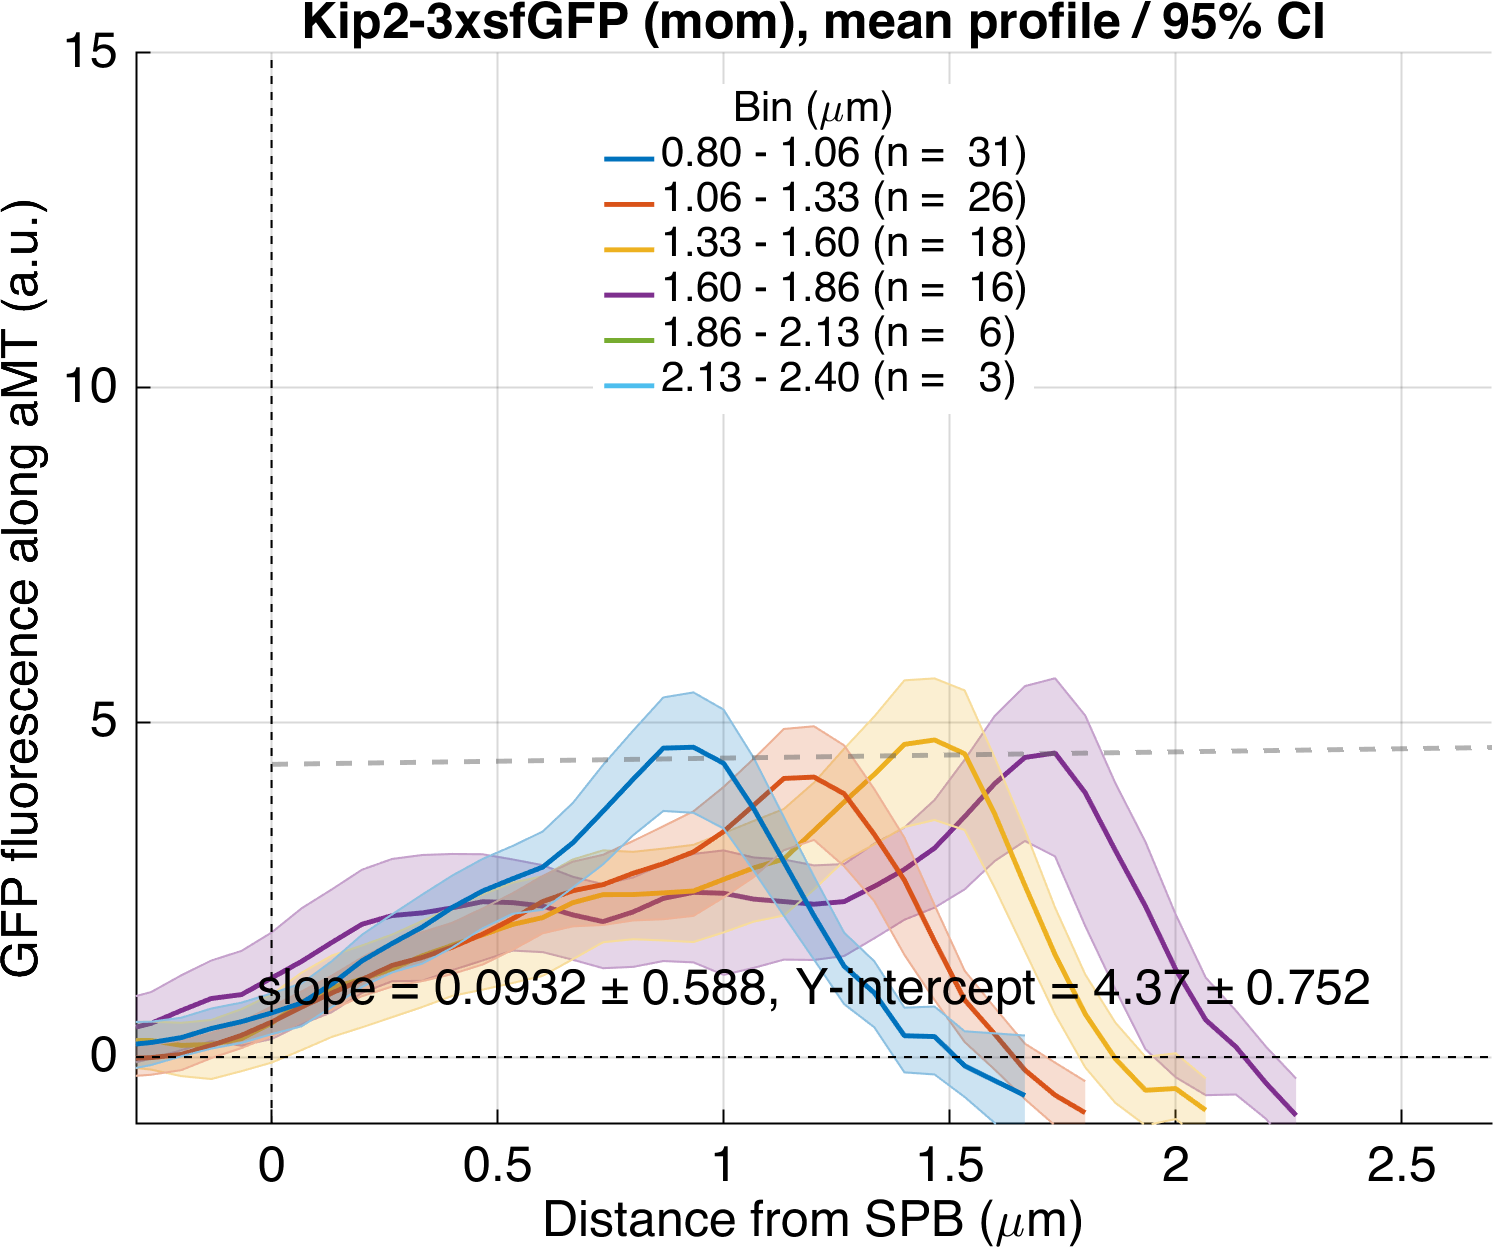 Kip2-3xsfGFP (mom), mean profile / 95% CI
15
10
5
0
GFP fluorescence along aMT (a.u.)
Bin (μm)
0.80 - 1.06 (n = 31)
1.06 - 1.33 (n = 26)
1.33 - 1.60 (n = 18)
1.60 - 1.86 (n = 16)
1.86 - 2.13 (n = 6)
2.13 - 2.40 (n = 3)
slope = 0.0932 ± 0.588, Y-intercept = 4.37 ± 0.752
0 0.5 1 1.5 2 2.5
Distance from SPB (μm)